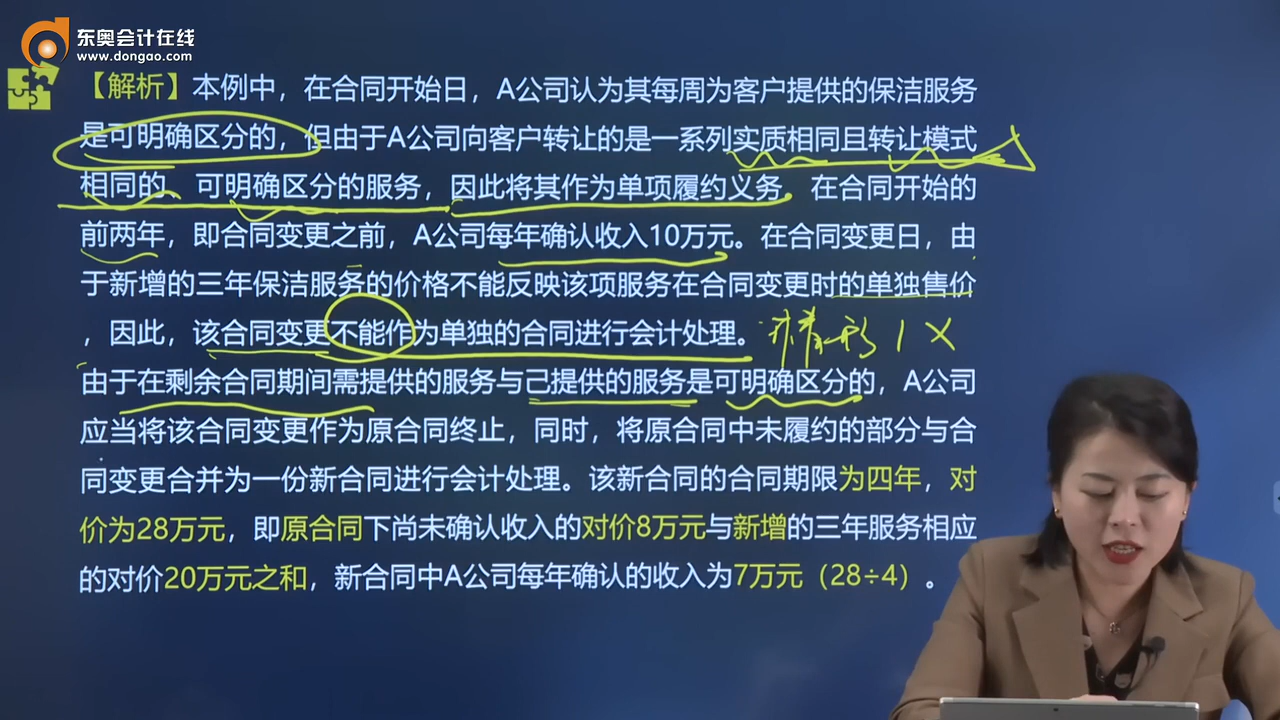 东奥会计在线
www.dongao.com
【解析】本例中，在合同开始日，A公司认为其每周为客户提供的保洁服务
是可明确区分的，但由于A公司向客户转让的是一系列实质相同且转让模式
相同的、可明确区分的服务，因此将其作为单项履约义务。在合同开始的
前两年，即合同变更之前，A公司每年确认收入10万元。在合同变更日，由
于新增的三年保洁服务的价格不能反映该项服务在合同变更时的单独售价
，因此，该合同变更不能作为单独的合同进行会计处理。
由于在剩余合同期间需提供的服务与已提供的服务是可明确区分的，A公司
应当将该合同变更作为原合同终止，同时，将原合同中未履约的部分与合
同变更合并为一份新合同进行会计处理。该新合同的合同期限为四年，对
价为28万元，即原合同下尚未确认收入的对价8万元与新增的三年服务相应
的对价20万元之和，新合同中A公司每年确认的收入为7万元（28÷4）。